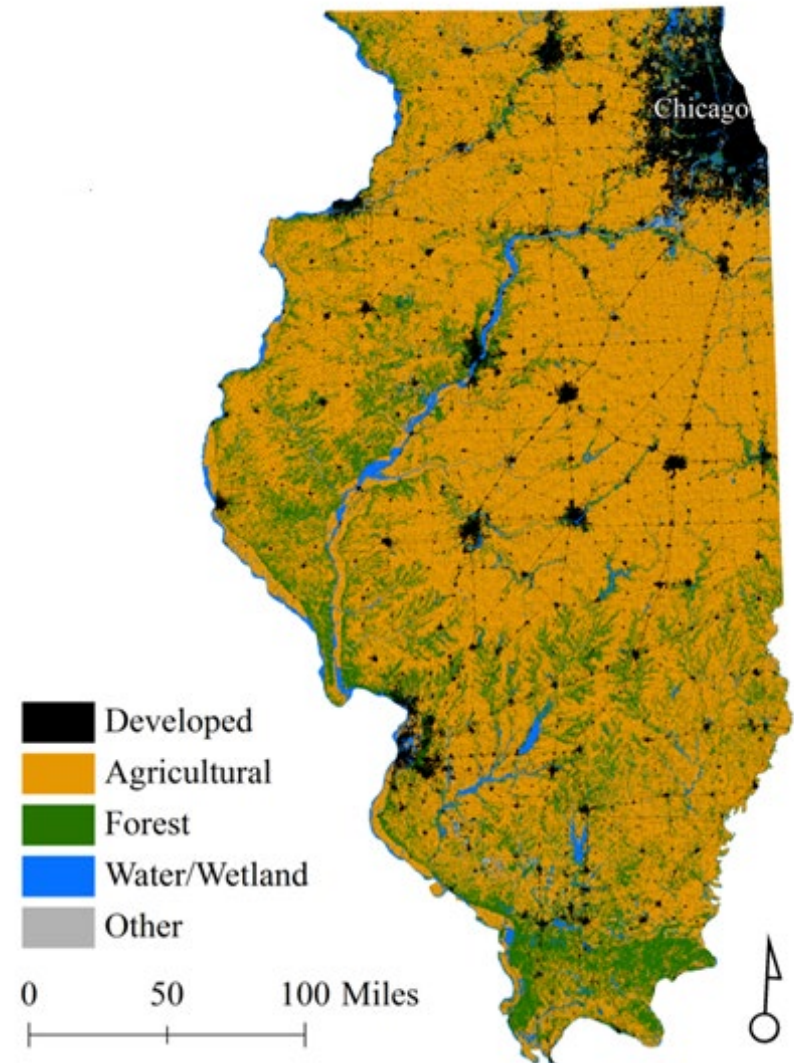 Chicago
Developed
Agricultural
Forest
Water/Wetland
Other
0 50 100 Miles